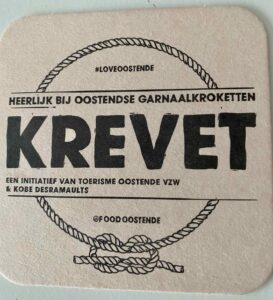 #LOVEOOSTENDE
HEERLIJK BIJ OOSTENDSE GARNAALKROKETTEN
KREVET
EEN INITIATIEF VAN TOERISME OOSTENDE VZW
& KOBE DESRAMAULTS
@FOODOOSTENDE